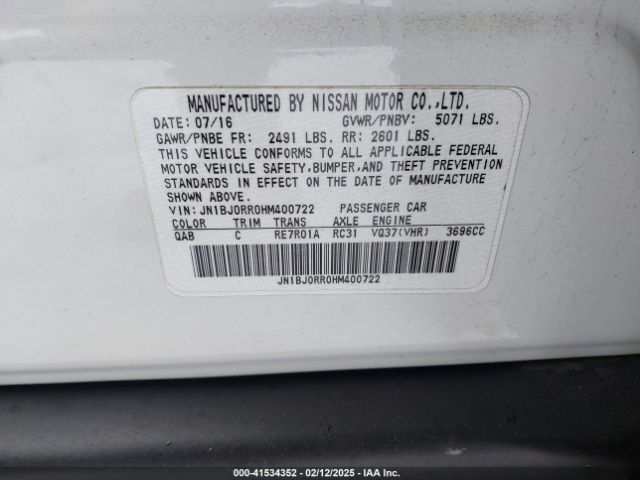 MANUFACTURED BY NISSAN MOTOR CO.,LTD.
DATE: 07/16 GVWR/PNBV: 5071 LBS.
GAWR/PNBE FR: 2491 LBS. RR: 2601 LBS.
THIS VEHICLE CONFORMS TO ALL APPLICABLE FEDERAL
MOTOR VEHICLE SAFETY, BUMPER, AND THEFT PREVENTION
STANDARDS IN EFFECT ON THE DATE OF MANUFACTURE
SHOWN ABOVE.
VIN: JN1BJ0RR0HM400722 PASSENGER CAR
COLOR TRIM TRANS AXLE ENGINE
QAB C RE7R01A RC31 VQ37(VHR) 3696CC
JN1BJ0RR0HM400722
000-41534352 - 02/12/2025 - IAA